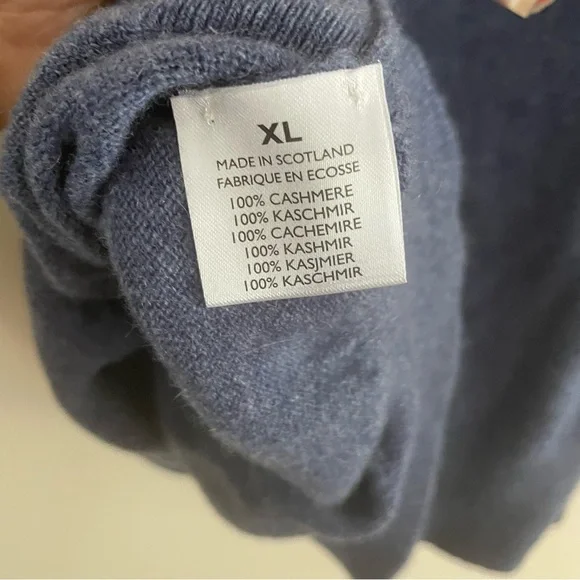 XL
MADE IN SCOTLAND
FABRIQUE EN ECOSSE
100% CASHMERE
100% KASCHMIR
100% CACHEMIRE
100% KASHMIR
100% KASJMIER
100% KASCHMIR